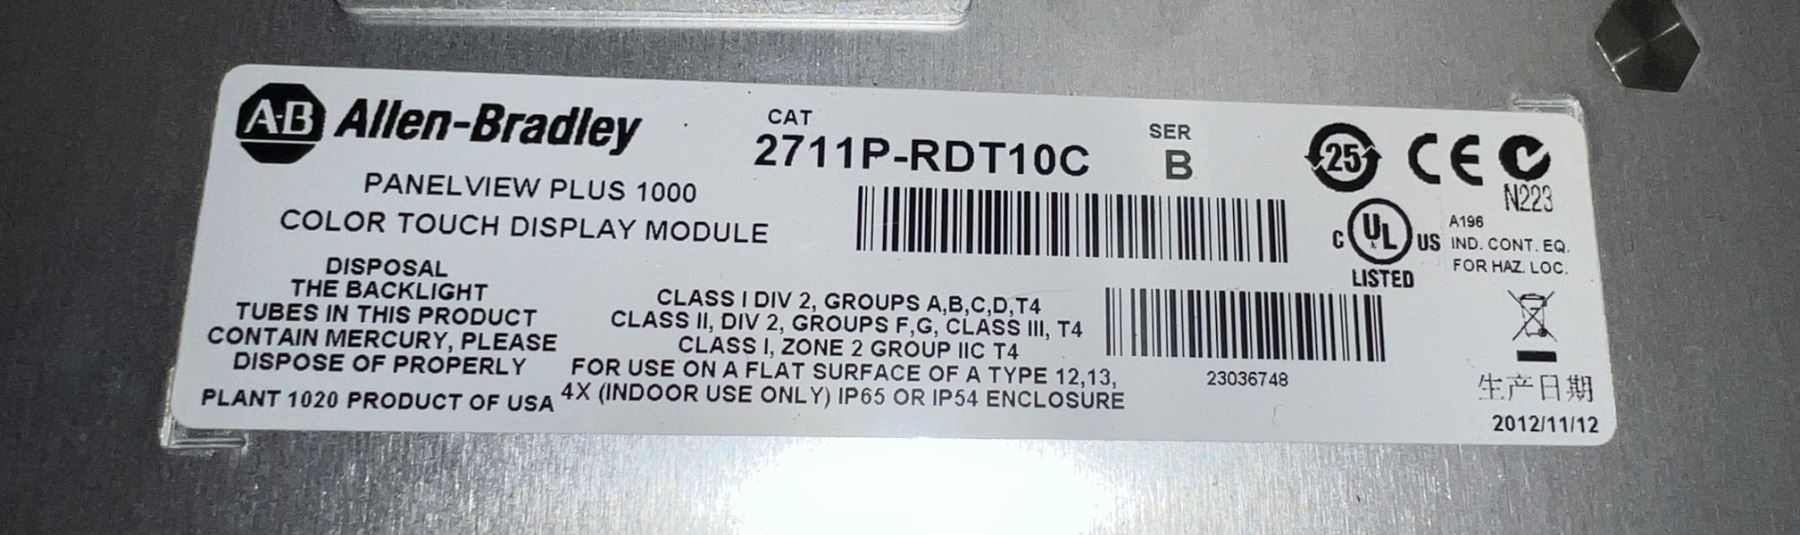 A-B Allen-Bradley
PANELVIEW PLUS 1000
COLOR TOUCH DISPLAY MODULE
CAT
2711P-RDT10C
SER
B
25
CE
N223
C UL US
LISTED
A196
IND. CONT. EQ.
FOR HAZ. LOC.
DISPOSAL
THE BACKLIGHT
TUBES IN THIS PRODUCT
CONTAIN MERCURY, PLEASE
DISPOSE OF PROPERLY
PLANT 1020 PRODUCT OF USA
CLASS I DIV 2, GROUPS A,B,C,D,T4
CLASS II, DIV 2, GROUPS F,G, CLASS III, T4
CLASS I, ZONE 2 GROUP IIC T4
FOR USE ON A FLAT SURFACE OF A TYPE 12,13,
4X (INDOOR USE ONLY) IP65 OR IP54 ENCLOSURE
23036748
生产日期
2012/11/12